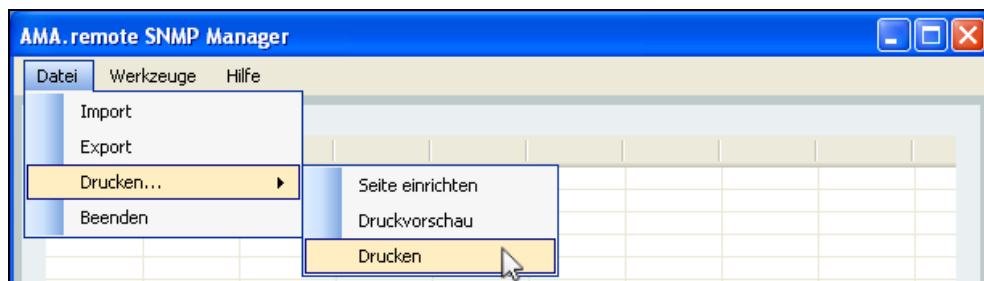 AMA.remote SNMP Manager
Datei Werkzeuge Hilfe
Import
Export
Drucken...
Beenden
Seite einrichten
Druckvorschau
Drucken